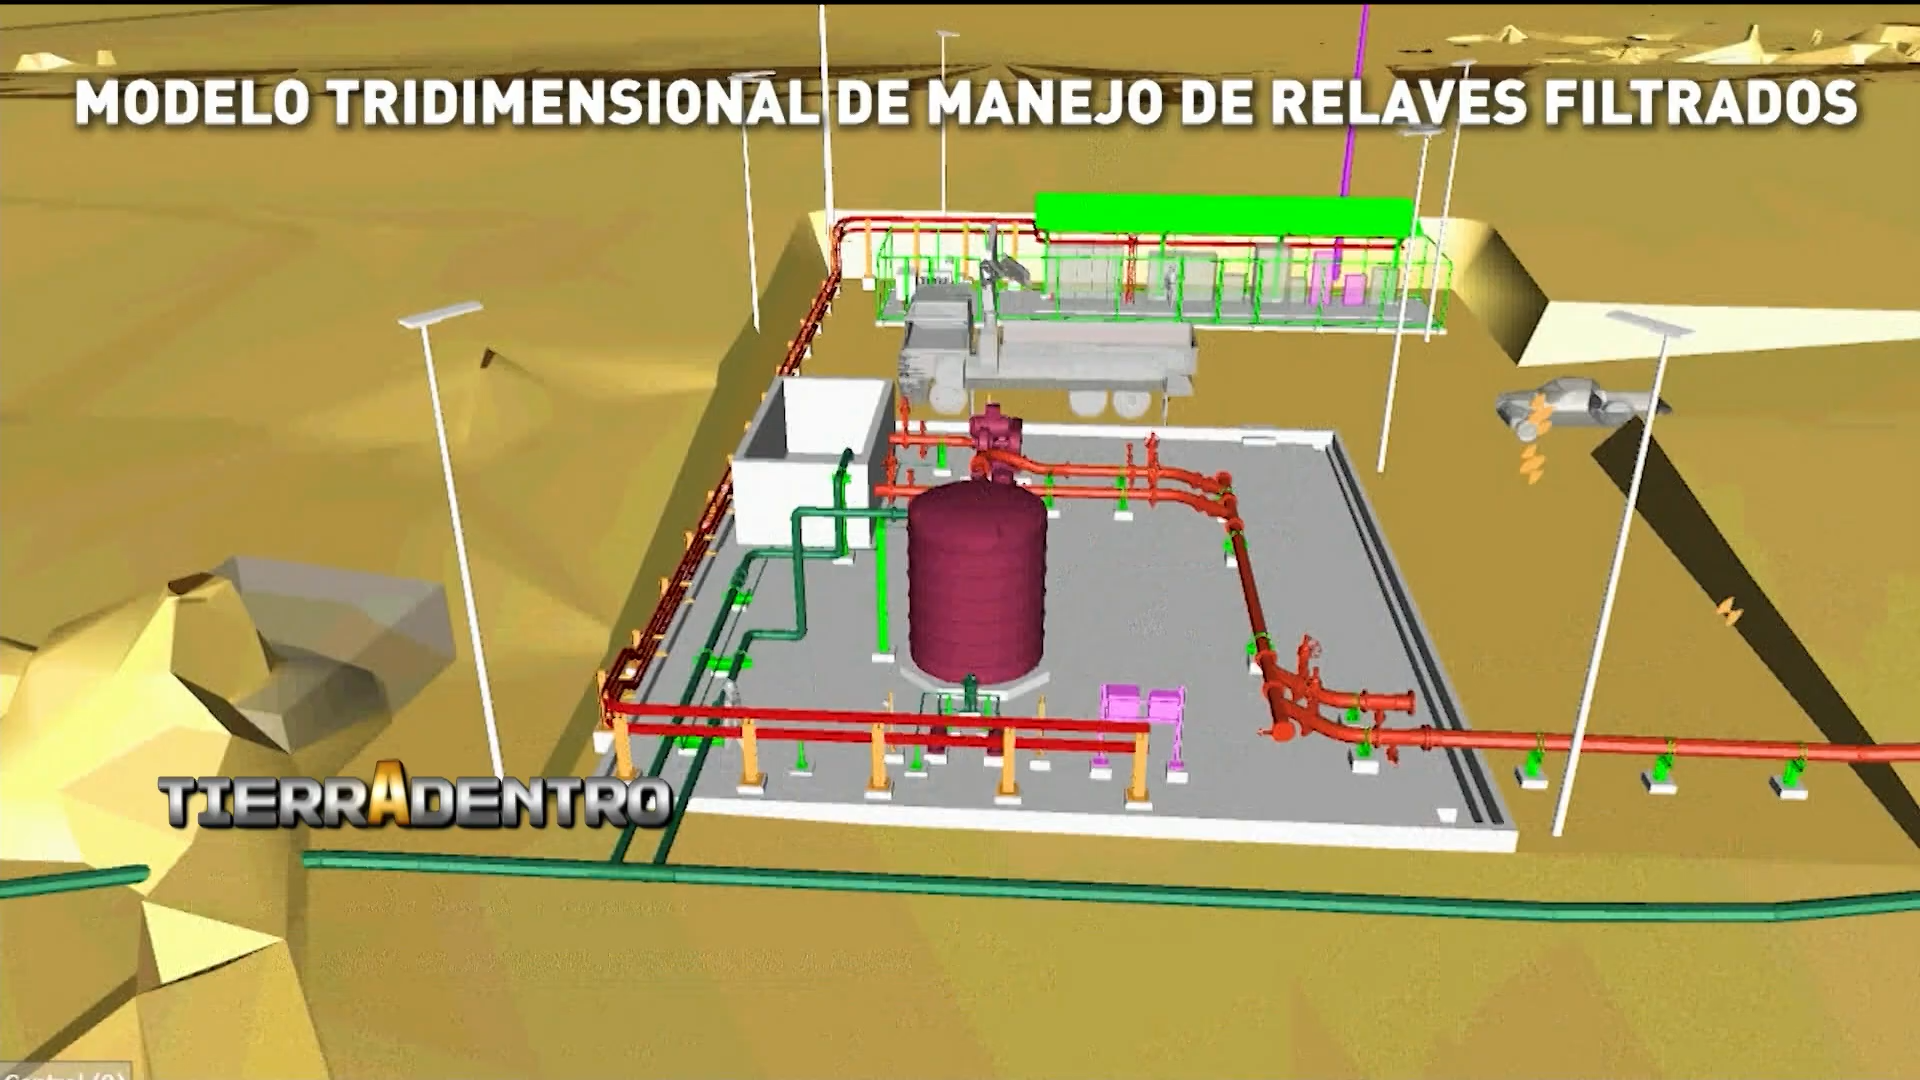 MODELO TRIDIMENSIONAL DE MANEJO DE RELAVES FILTRADOS
TIERRADENTRO